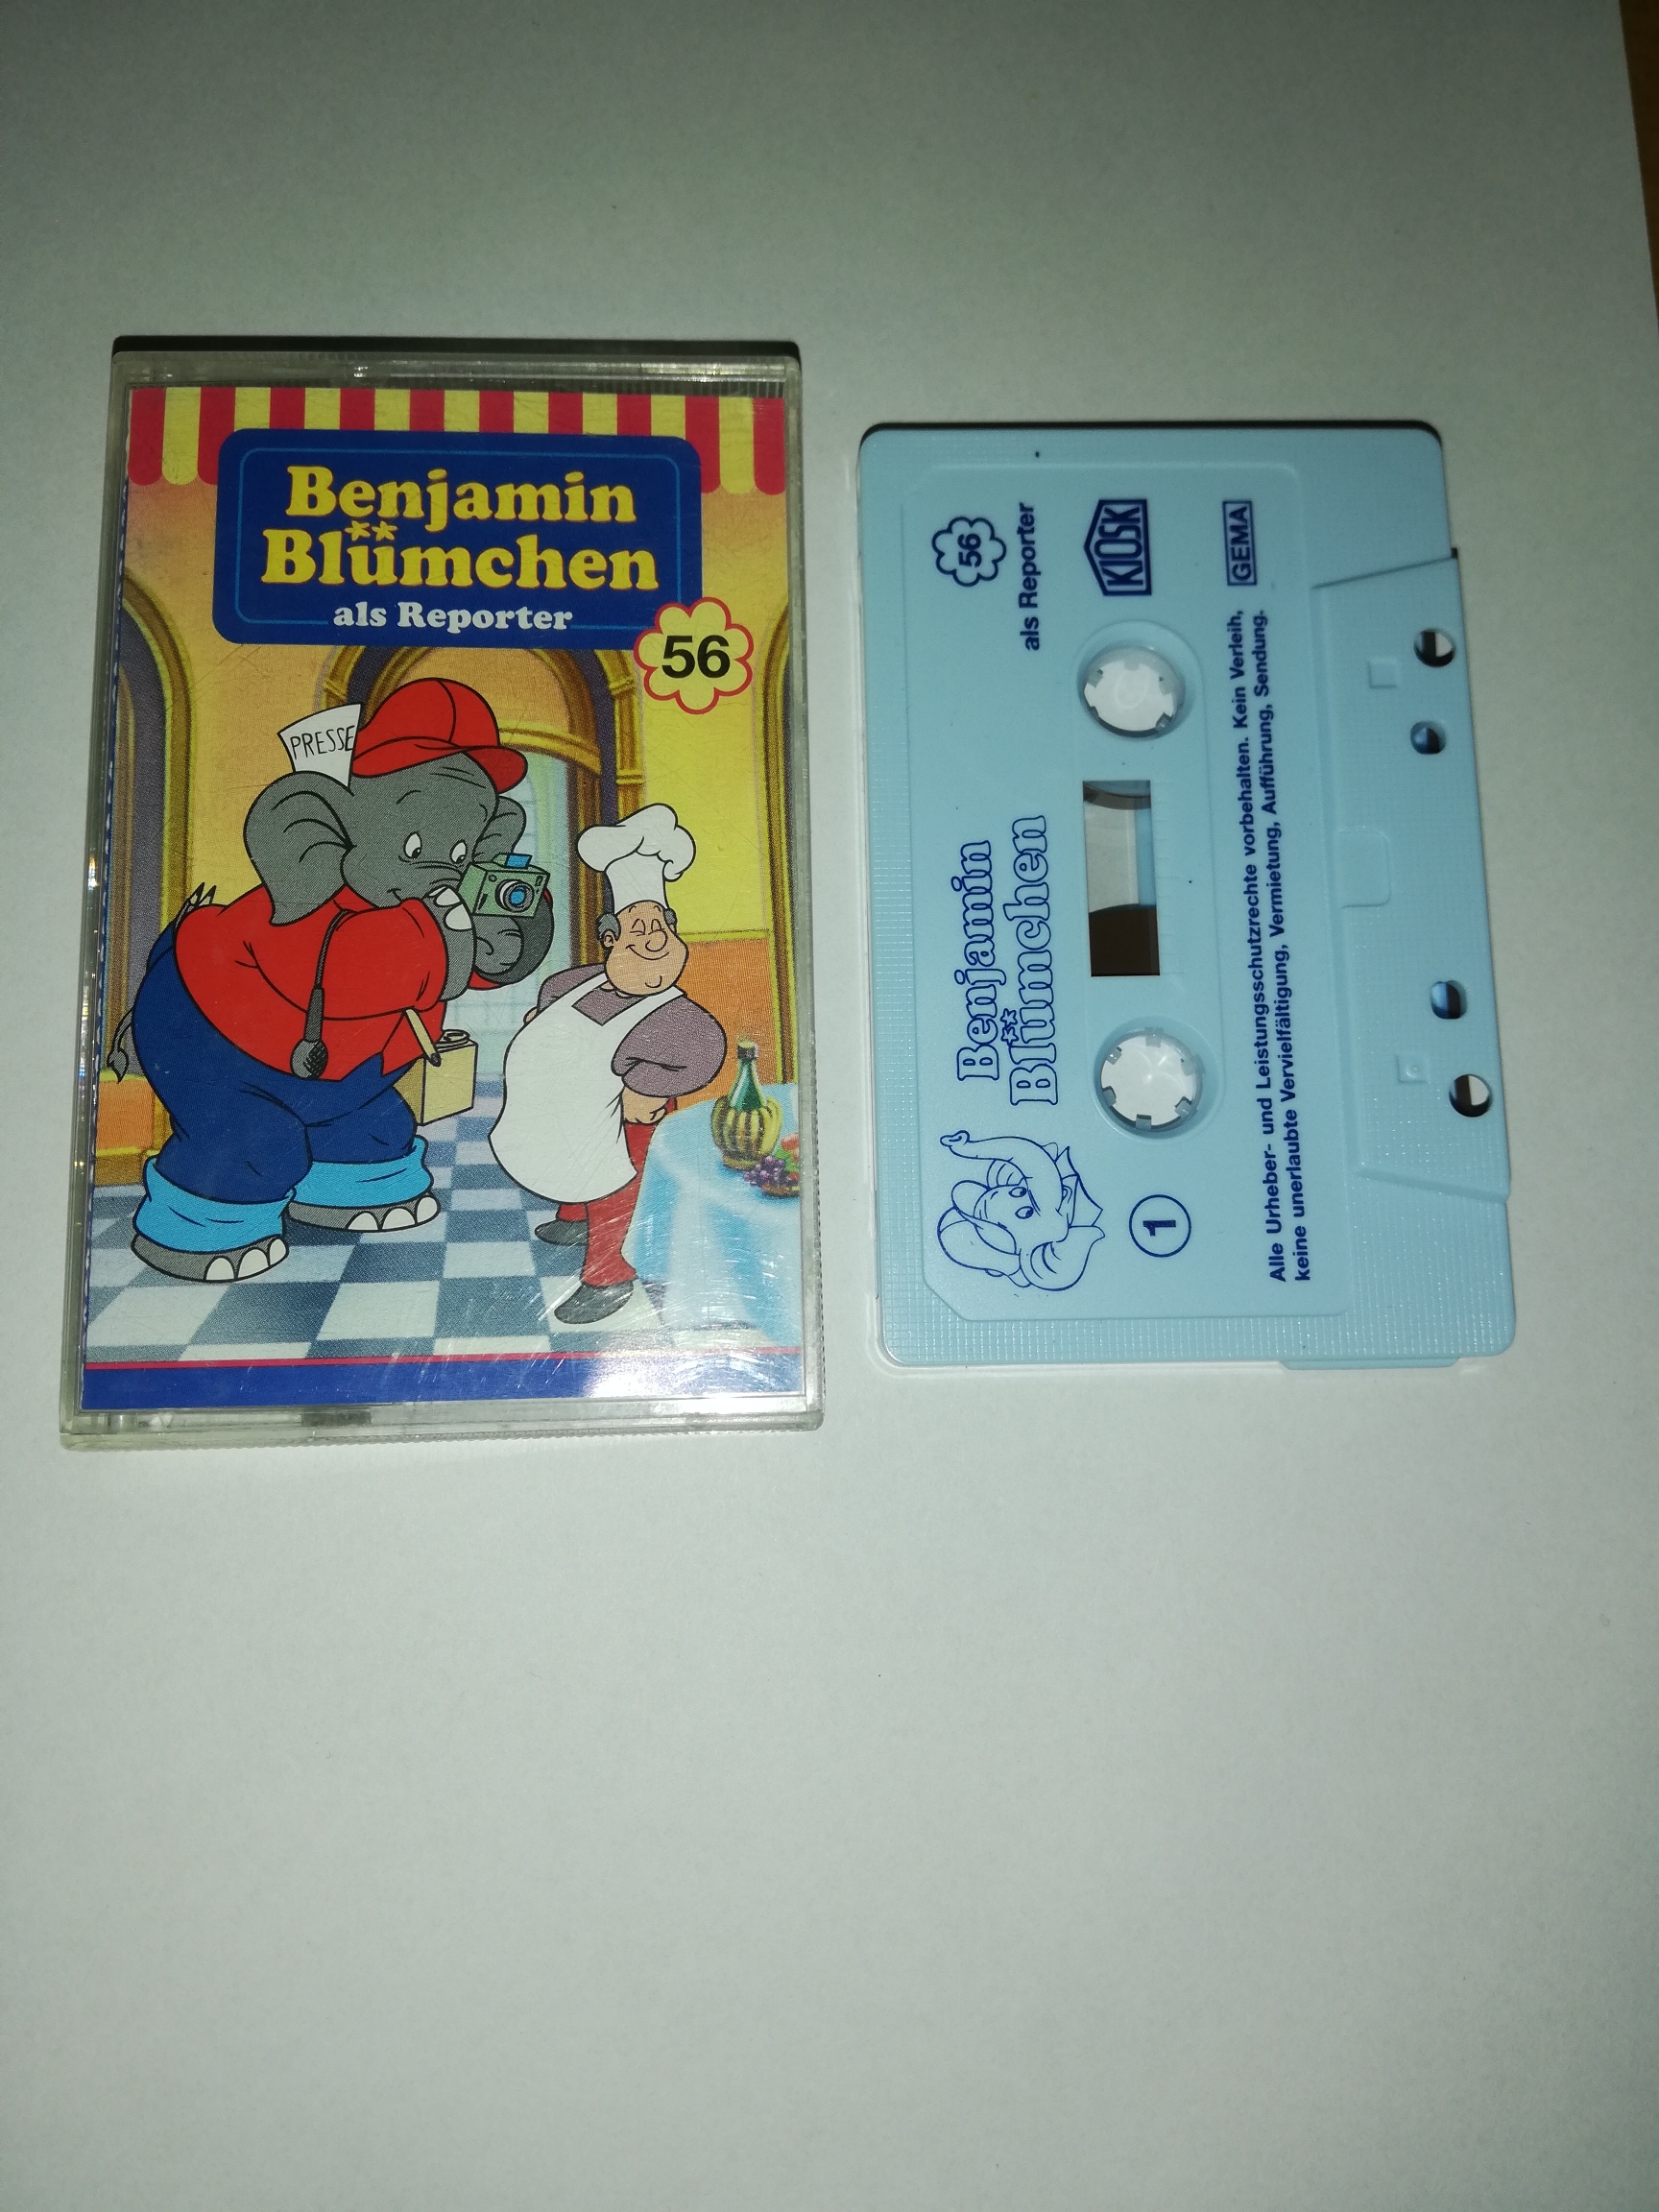 Benjamin
Blümchen
als Reporter
56
PRESSE
56
als Reporter
KIOSK
GEMA
Benjamin
Blümchen
1
Alle Urheber- und Leistungsschutzrechte vorbehalten. Kein Verleih,
keine unerlaubte Vervielfältigung, Vermietung, Aufführung, Sendung.